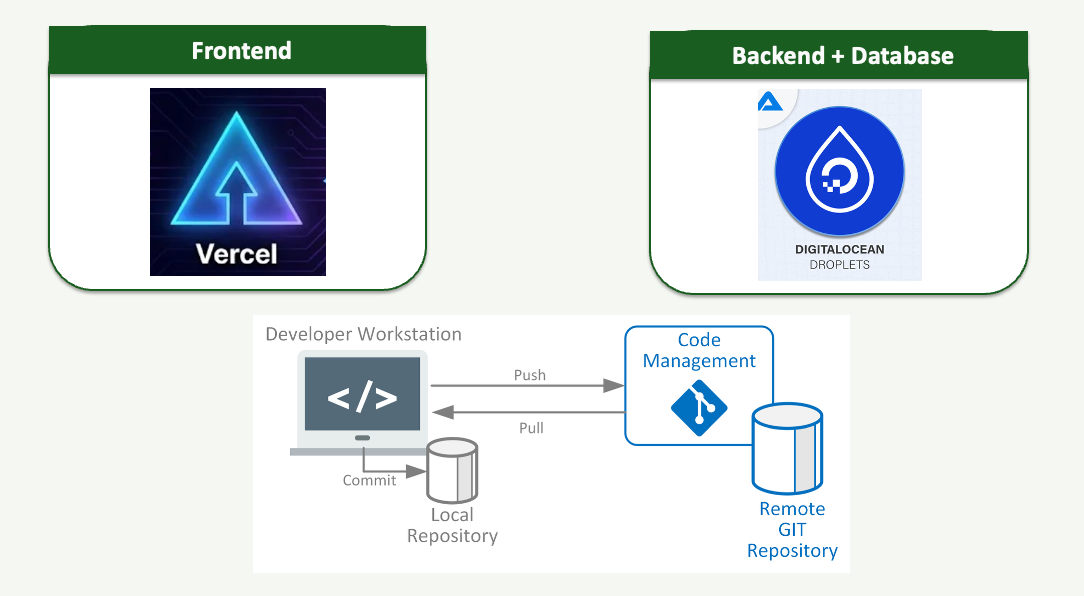 Frontend
Vercel
Backend + Database
DIGITALOCEAN
DROPLETS
Developer Workstation
</>
Push
Pull
Commit
Local
Repository
Code
Management
Remote
GIT
Repository